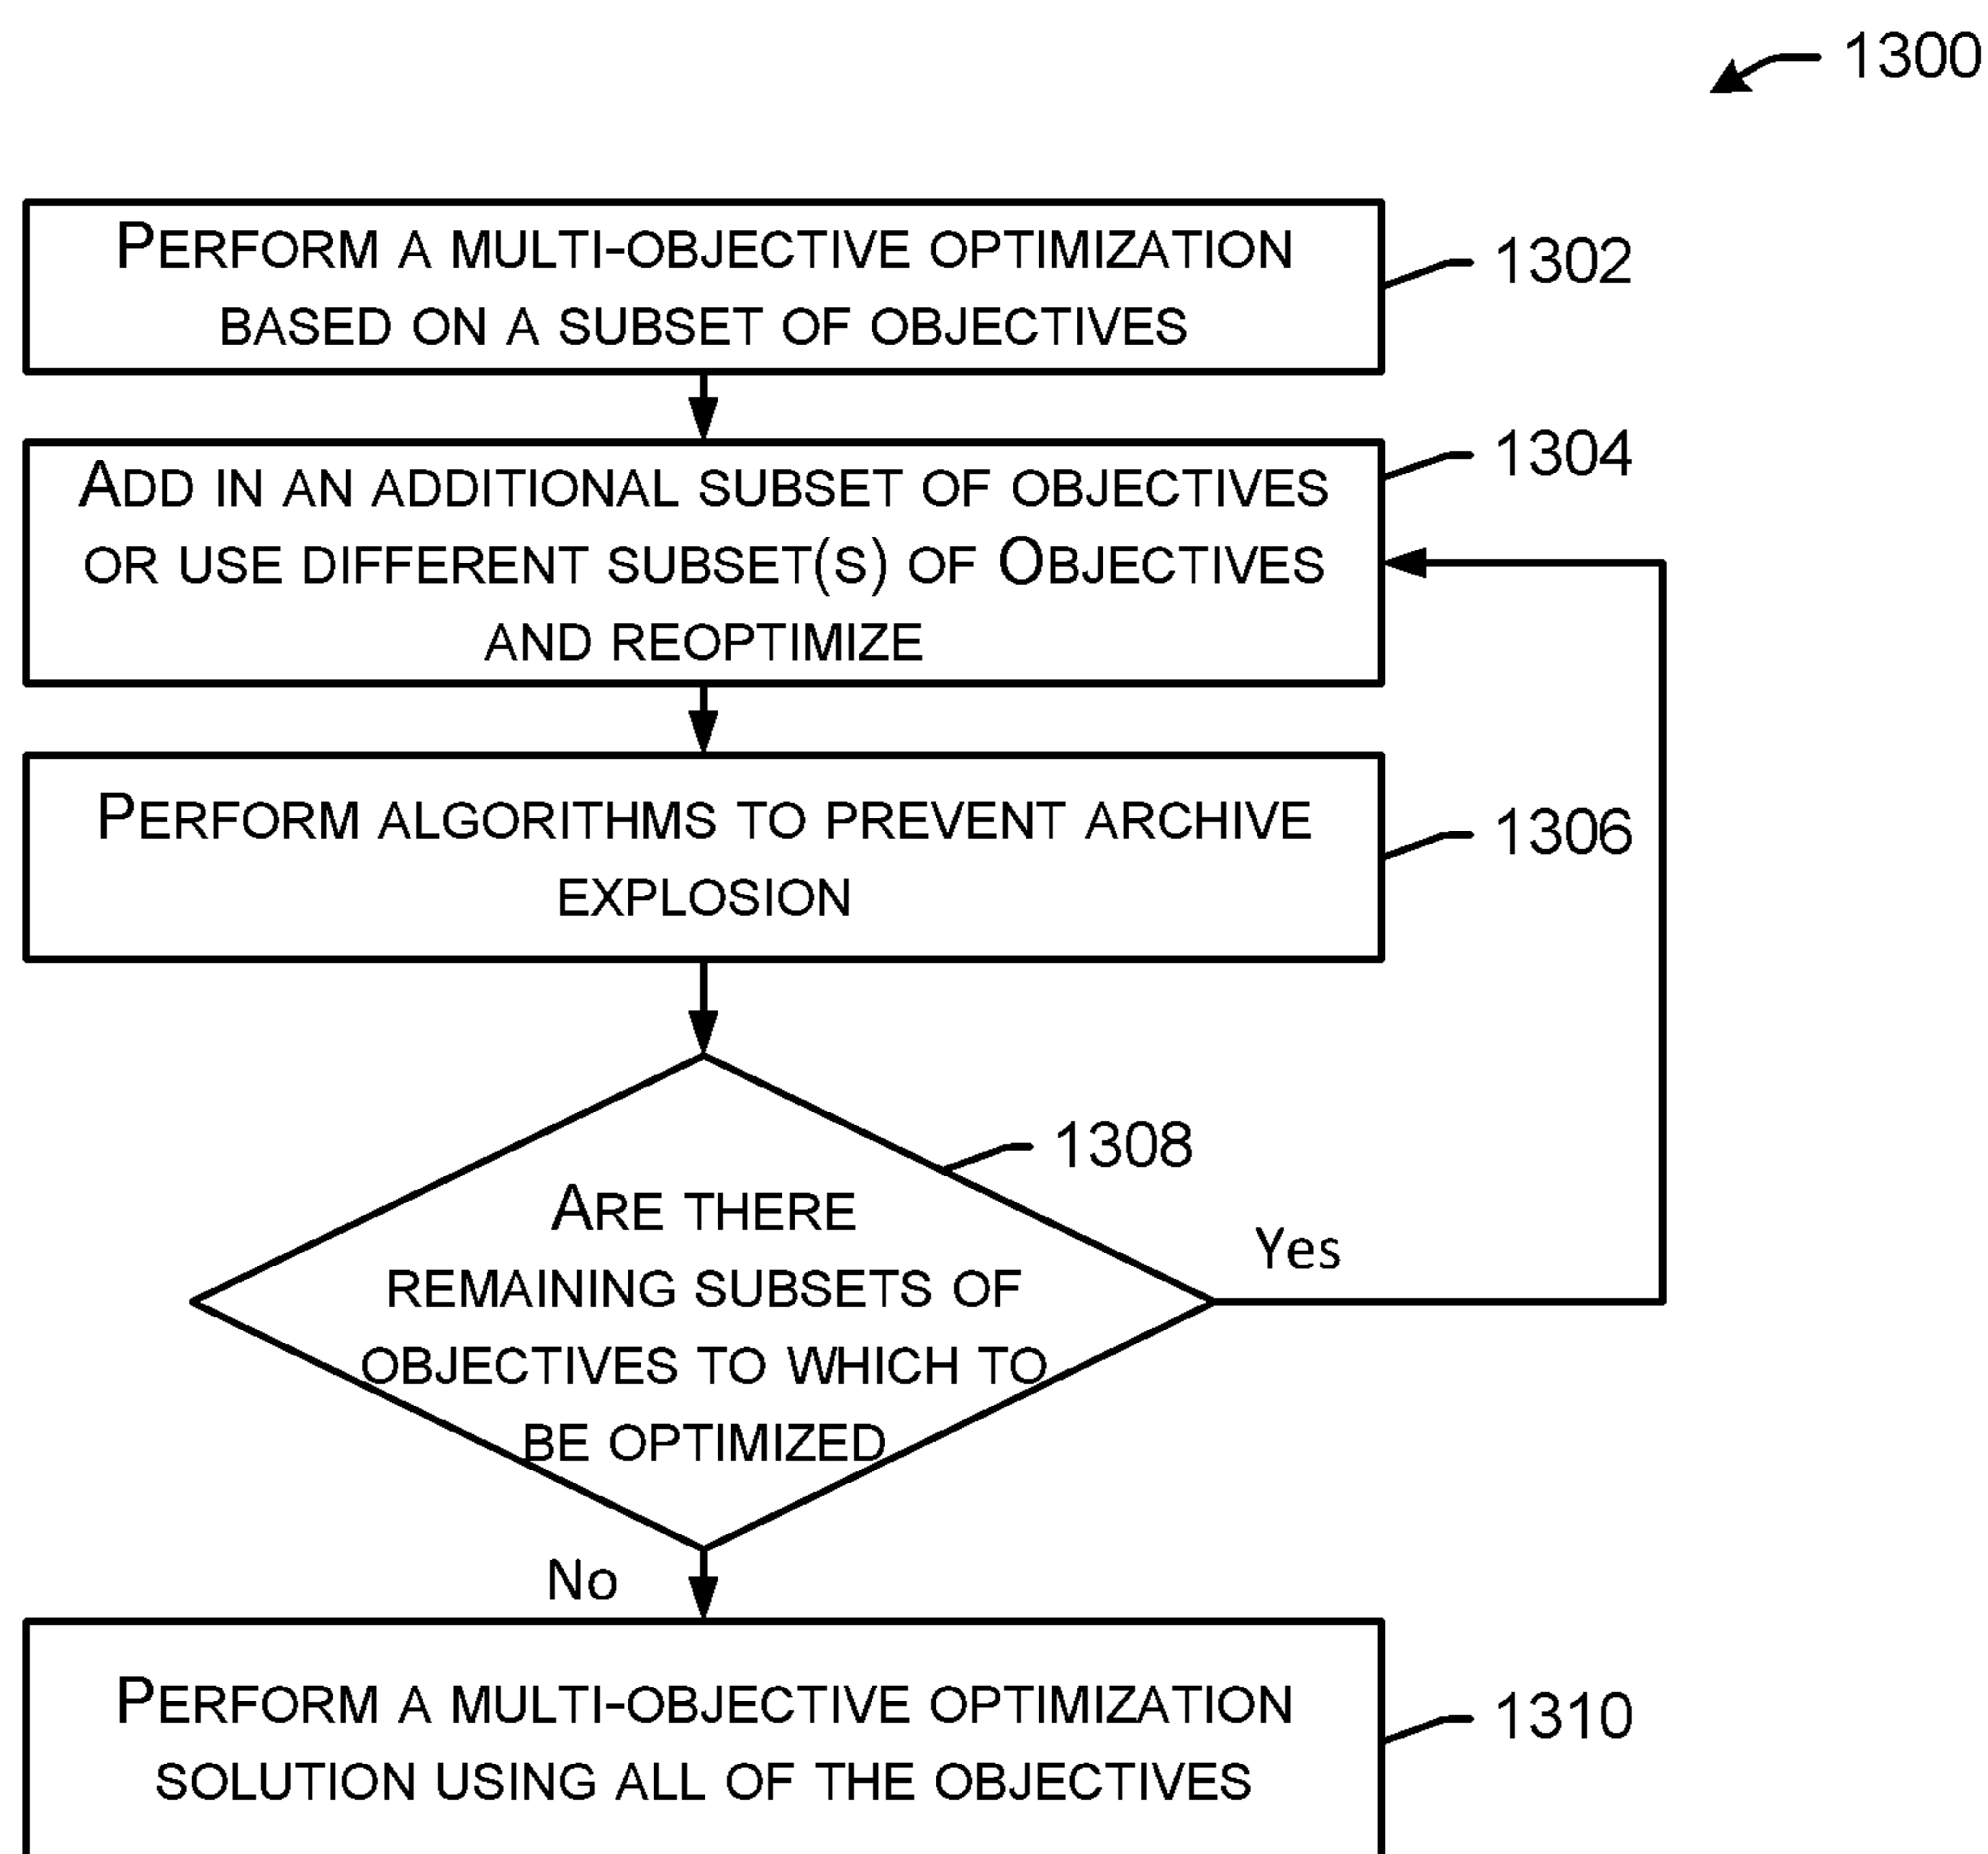 1300
PERFORM A MULTI-OBJECTIVE OPTIMIZATION
BASED ON A SUBSET OF OBJECTIVES
1302
ADD IN AN ADDITIONAL SUBSET OF OBJECTIVES
OR USE DIFFERENT SUBSET(S) OF OBJECTIVES
AND REOPTIMIZE
1304
PERFORM ALGORITHMS TO PREVENT ARCHIVE
EXPLOSION
1306
1308
ARE THERE
REMAINING SUBSETS OF
OBJECTIVES TO WHICH TO
BE OPTIMIZED
Yes
No
PERFORM A MULTI-OBJECTIVE OPTIMIZATION
SOLUTION USING ALL OF THE OBJECTIVES
1310